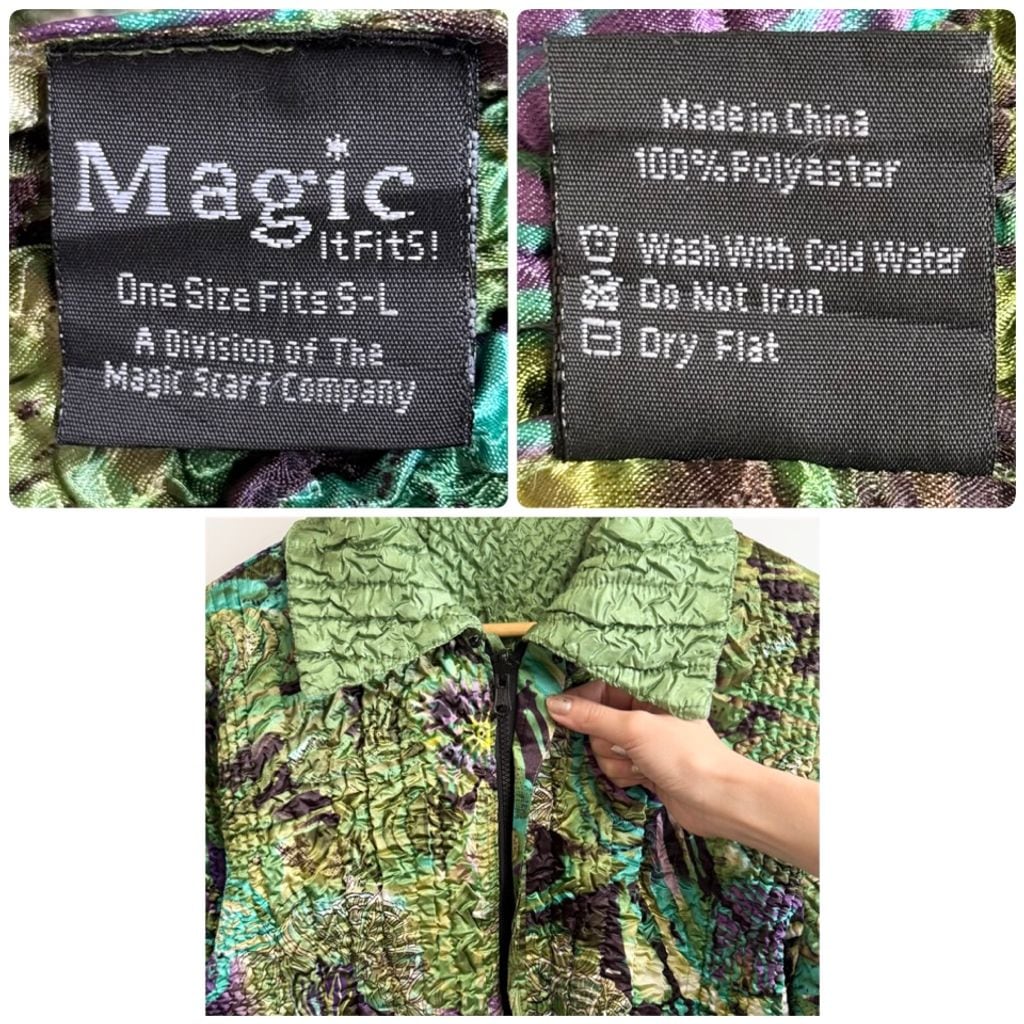 Magic
It Fits!
One Size Fits S-L
A Division of The
Magic Scarf Company
Made in China
100% Polyester
Wash With Cold Water
Do Not Iron
Dry Flat